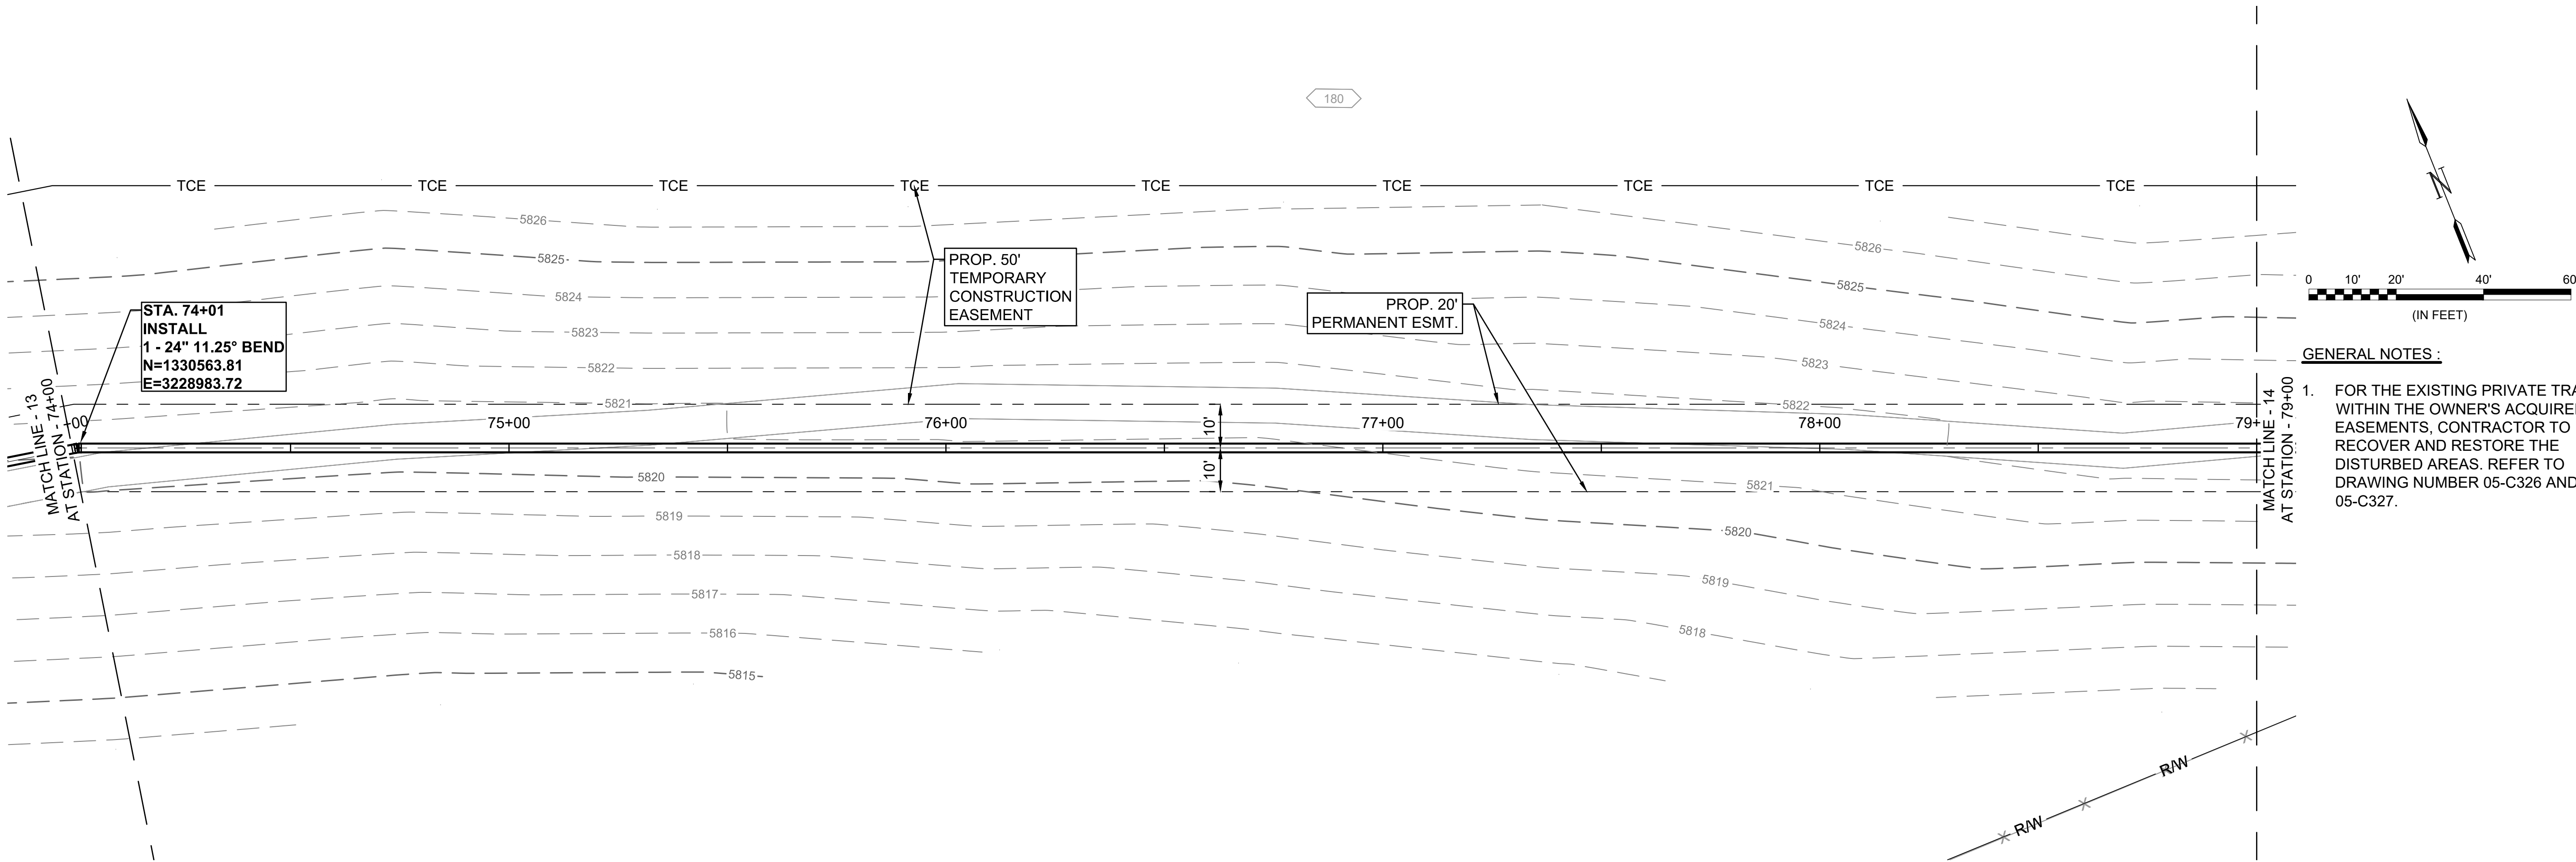 180
TCE TCE TCE TCE TCE TCE TCE TCE TCE
5826
5826
5825
5825
5824
5824
5823
5823
5822
5822
5821
5821
5820
5820
5819
5819
5818
5818
5817
5816
5815
PROP. 50'
TEMPORARY
CONSTRUCTION
EASEMENT
PROP. 20'
PERMANENT ESMT.
STA. 74+01
INSTALL
1 - 24" 11.25° BEND
N=1330563.81
E=3228983.72
MATCH LINE - 13
AT STATION - 74+00
+00 75+00 76+00 77+00 78+00 79+
10'
10'
MATCH LINE - 14
AT STATION - 79+00
R/W
R/W
N
0 10' 20' 40' 60
(IN FEET)
GENERAL NOTES :
1. FOR THE EXISTING PRIVATE TRA
WITHIN THE OWNER'S ACQUIRE
EASEMENTS, CONTRACTOR TO
RECOVER AND RESTORE THE
DISTURBED AREAS. REFER TO
DRAWING NUMBER 05-C326 AND
05-C327.